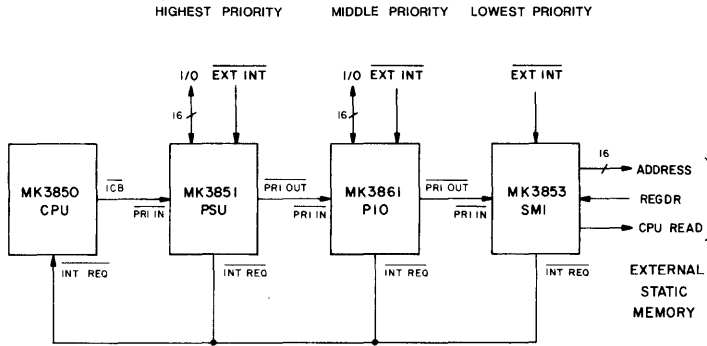 HIGHEST PRIORITY
MIDDLE PRIORITY
LOWEST PRIORITY
I/O
EXT INT
I/O
EXT INT
EXT INT
16
16
16
ADDRESS
MK3850
CPU
ICB
PRI IN
MK3851
PSU
PRI OUT
PRI IN
MK3861
PIO
PRI OUT
PRI IN
MK3853
SMI
REGDR
CPU READ
INT REQ
INT REQ
INT REQ
INT REQ
EXTERNAL
STATIC
MEMORY